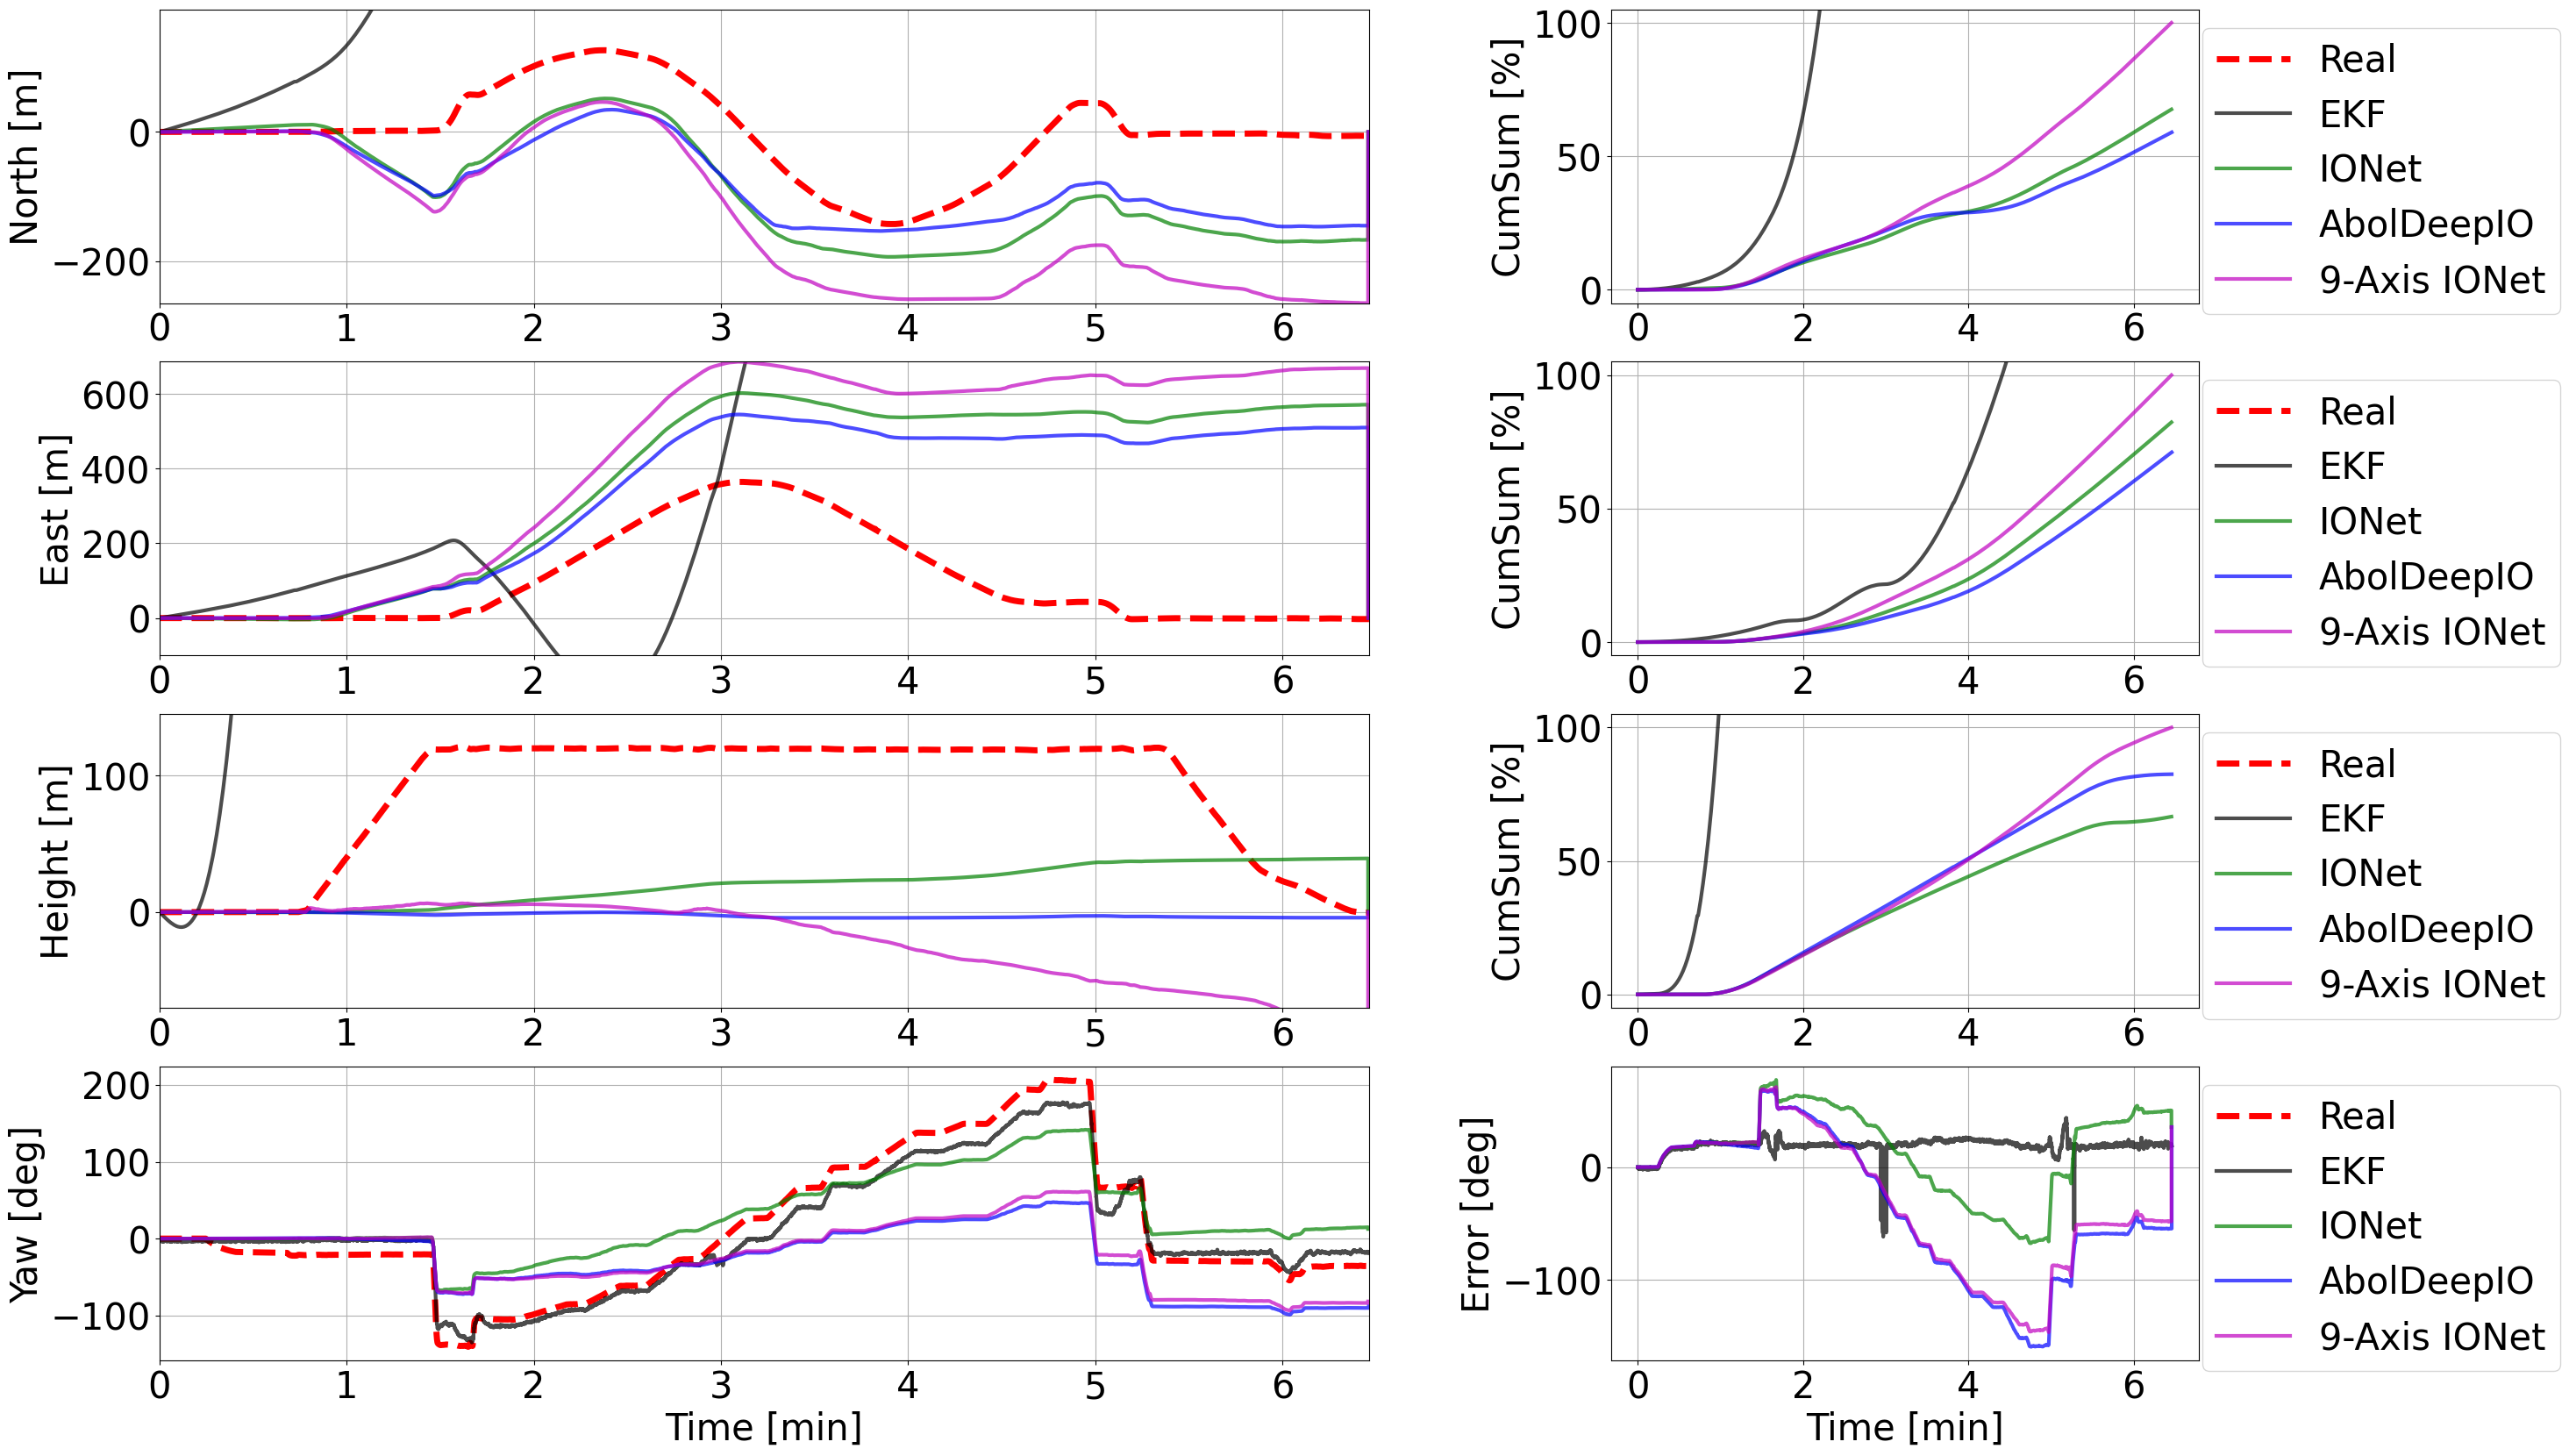 North [m]
0
−200
0 1 2 3 4 5 6
CumSum [%]
100
50
0
0 2 4 6
Real
EKF
IONet
AbolDeepIO
9-Axis IONet
East [m]
600
400
200
0
0 1 2 3 4 5 6
CumSum [%]
100
50
0
0 2 4 6
Real
EKF
IONet
AbolDeepIO
9-Axis IONet
Height [m]
100
0
0 1 2 3 4 5 6
CumSum [%]
100
50
0
0 2 4 6
Real
EKF
IONet
AbolDeepIO
9-Axis IONet
Yaw [deg]
200
100
0
−100
0 1 2 3 4 5 6
Time [min]
Error [deg]
0
−100
0 2 4 6
Time [min]
Real
EKF
IONet
AbolDeepIO
9-Axis IONet